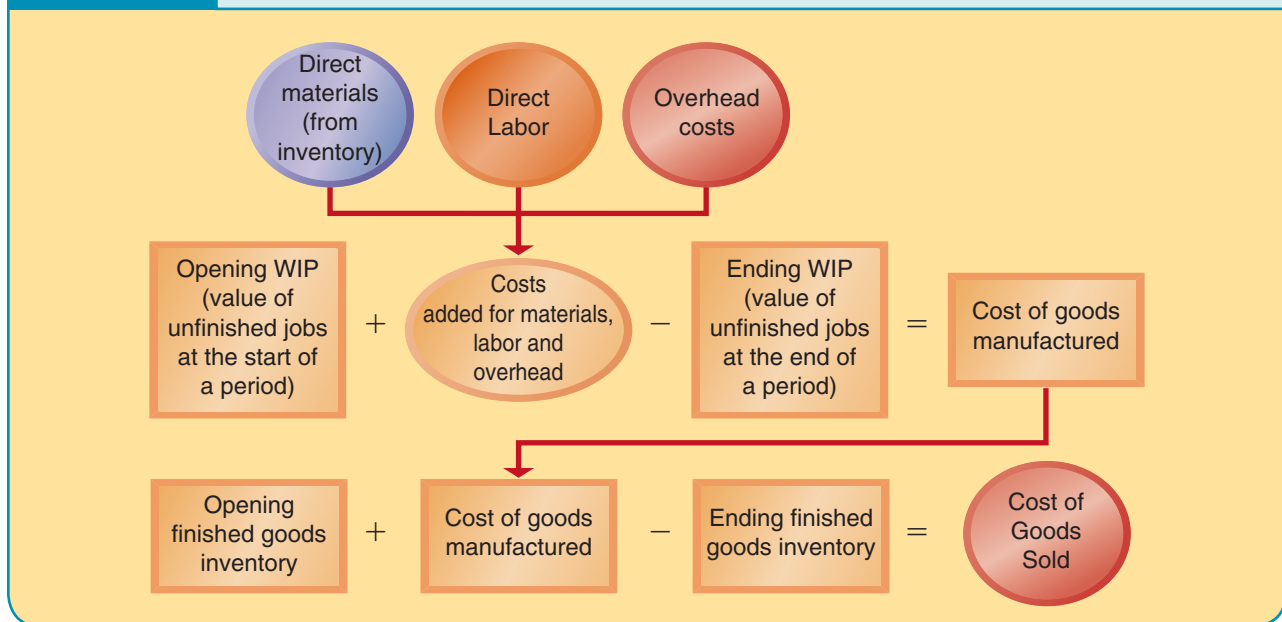 Direct
materials
(from
inventory)
Direct
Labor
Overhead
costs
Opening WIP
(value of
unfinished jobs
at the start of
a period)
+
Costs
added for materials,
labor and
overhead
−
Ending WIP
(value of
unfinished jobs
at the end of
a period)
=
Cost of goods
manufactured
Opening
finished goods
inventory
+
Cost of goods
manufactured
−
Ending finished
goods inventory
=
Cost of
Goods
Sold